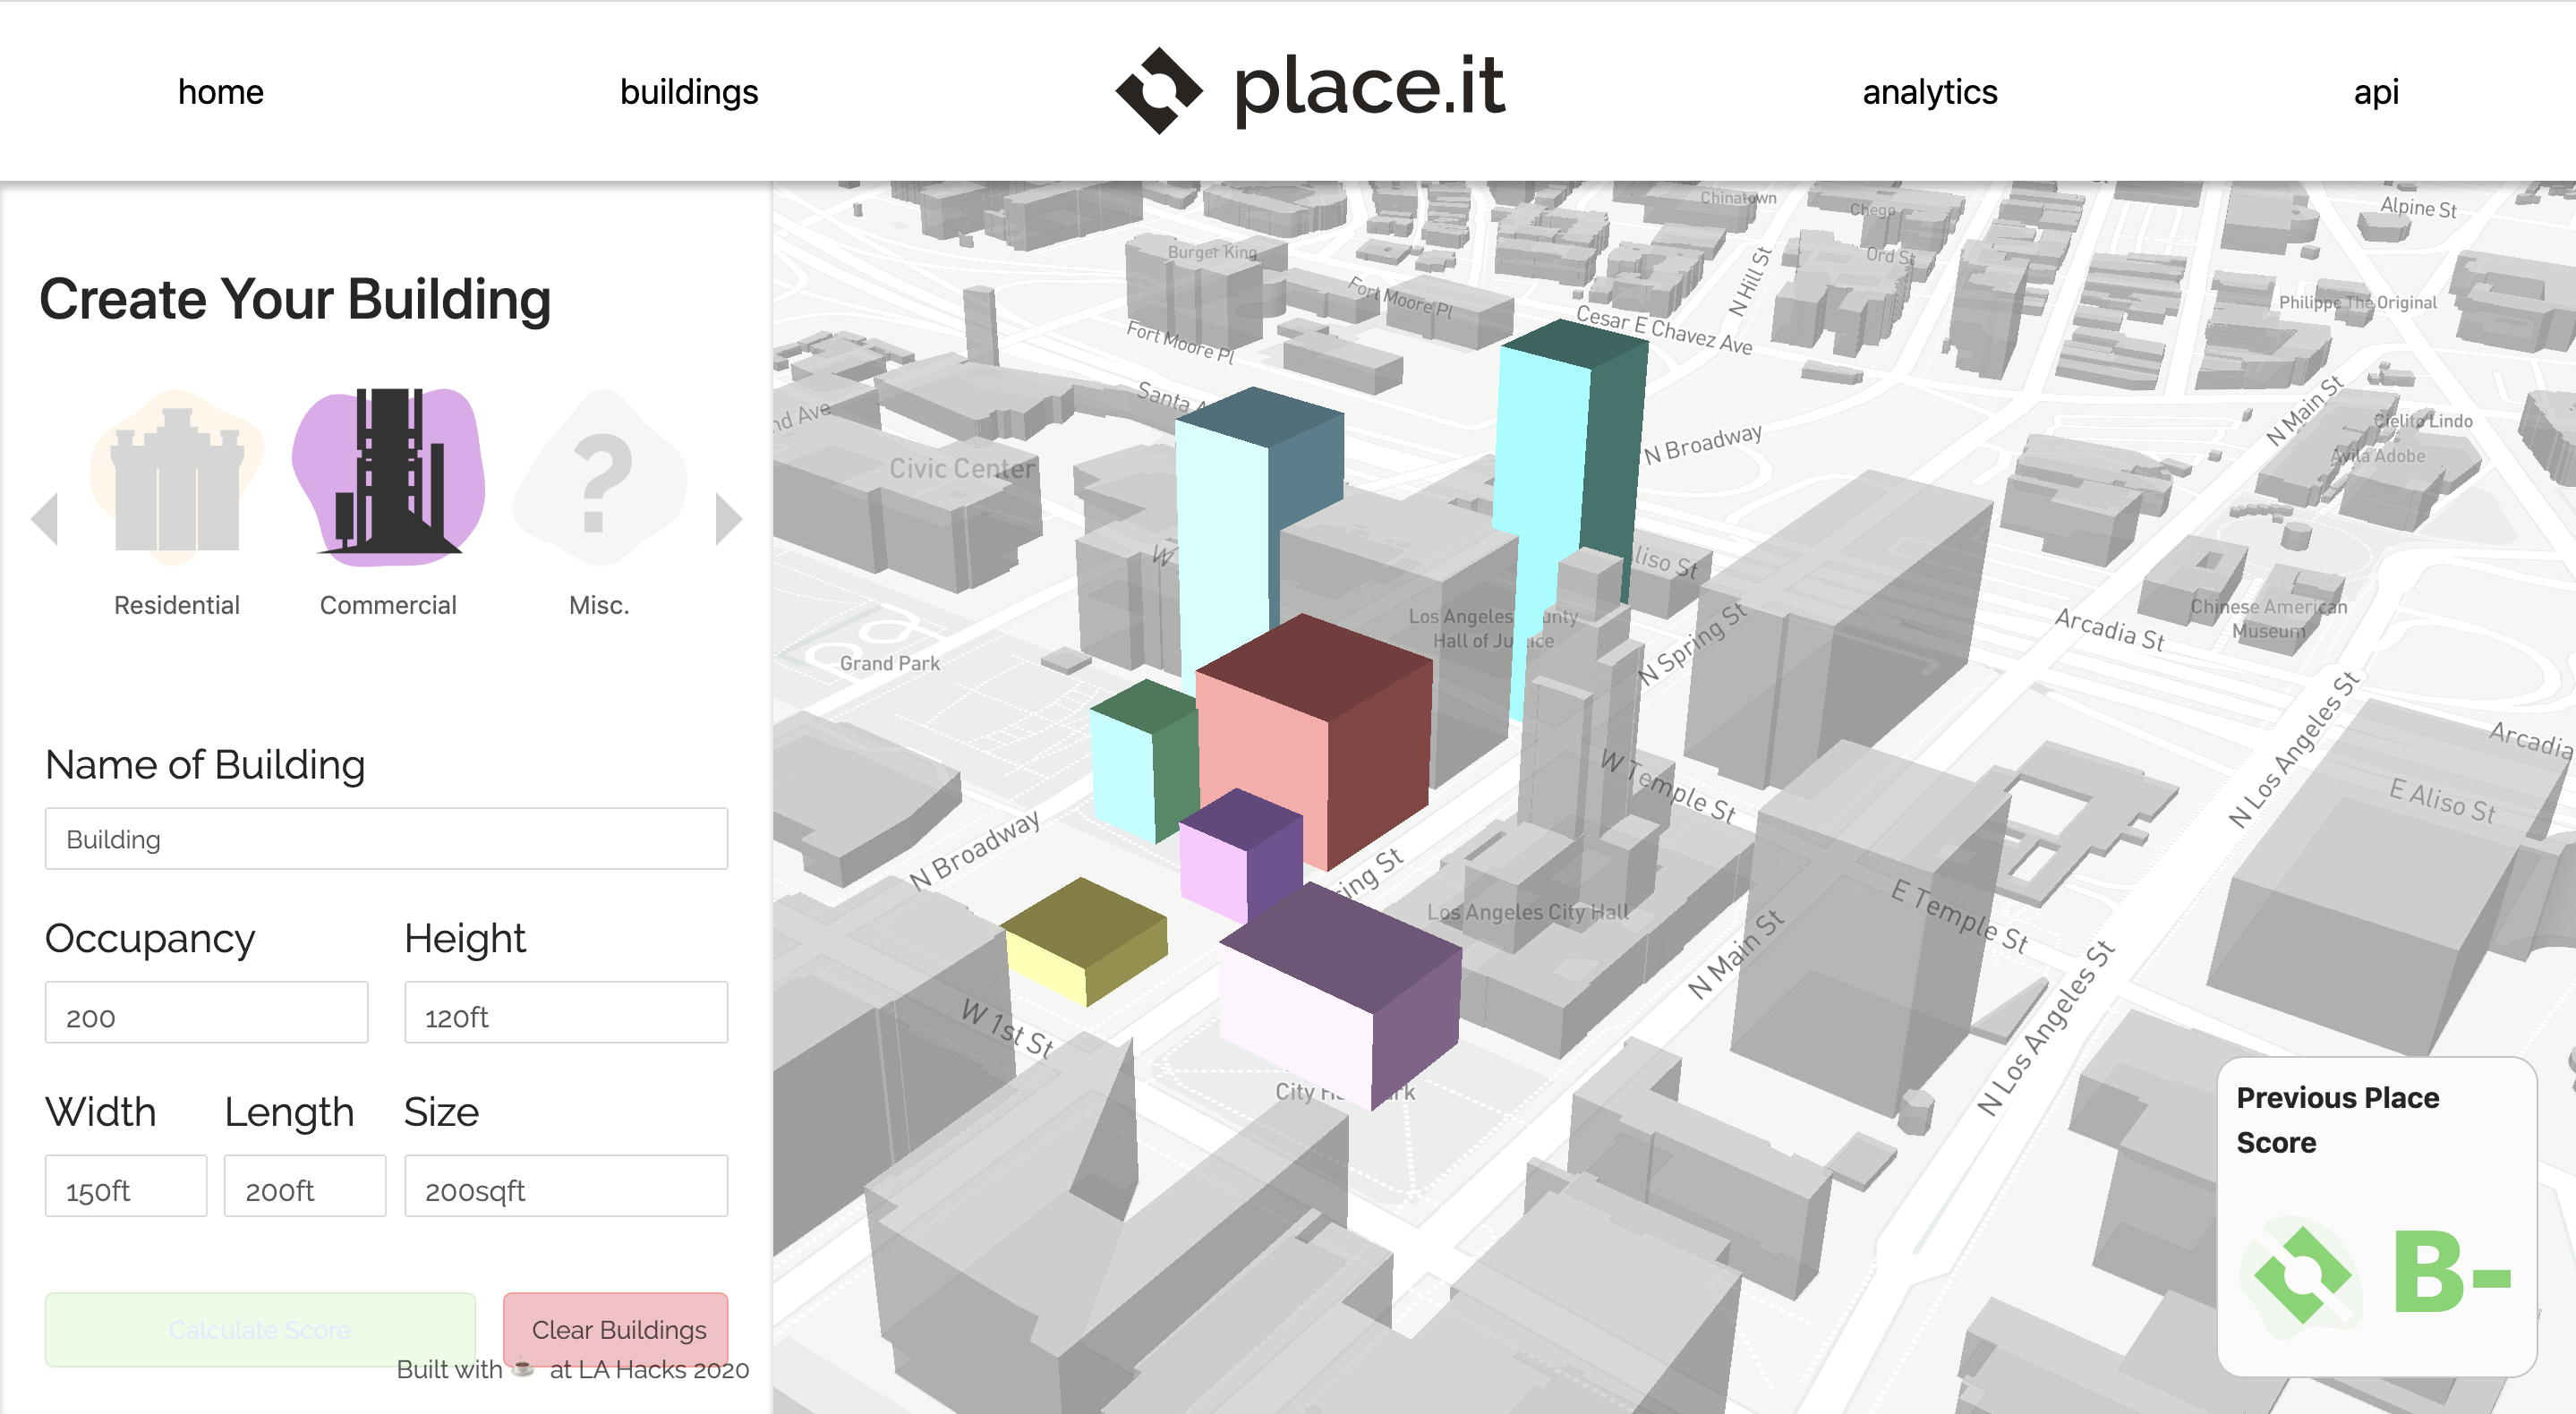 home
buildings
place.it
analytics
api
Create Your Building
Residential
Commercial
?
Misc.
Name of Building
Building
Occupancy
Height
200
120ft
Width
Length
Size
150ft
200ft
200sqft
Calculate Score
Clear Buildings
Built with ☕ at LA Hacks 2020
Chinatown
Chego
Alpine St
Burger King
Ord St
N Hill St
Fort Moore Pl
Philippe The Original
Cesar E Chavez Ave
Fort Moore Pl
Santa
nd Ave
N Main St
Cielito Lindo
N Broadway
Avila Adobe
Civic Center
W
liso St
Chinese American
Museum
Los Angeles unty
Hall of Ju ice
Arcadia St
N Spring St
Grand Park
N Los Angeles St
Arcadia
W Temple St
E Aliso St
N Broadway
ring St
Los Angeles City Hall
E Temple St
N Main St
W 1st St
N Los Angeles St
City H rk
Previous Place
Score
B-